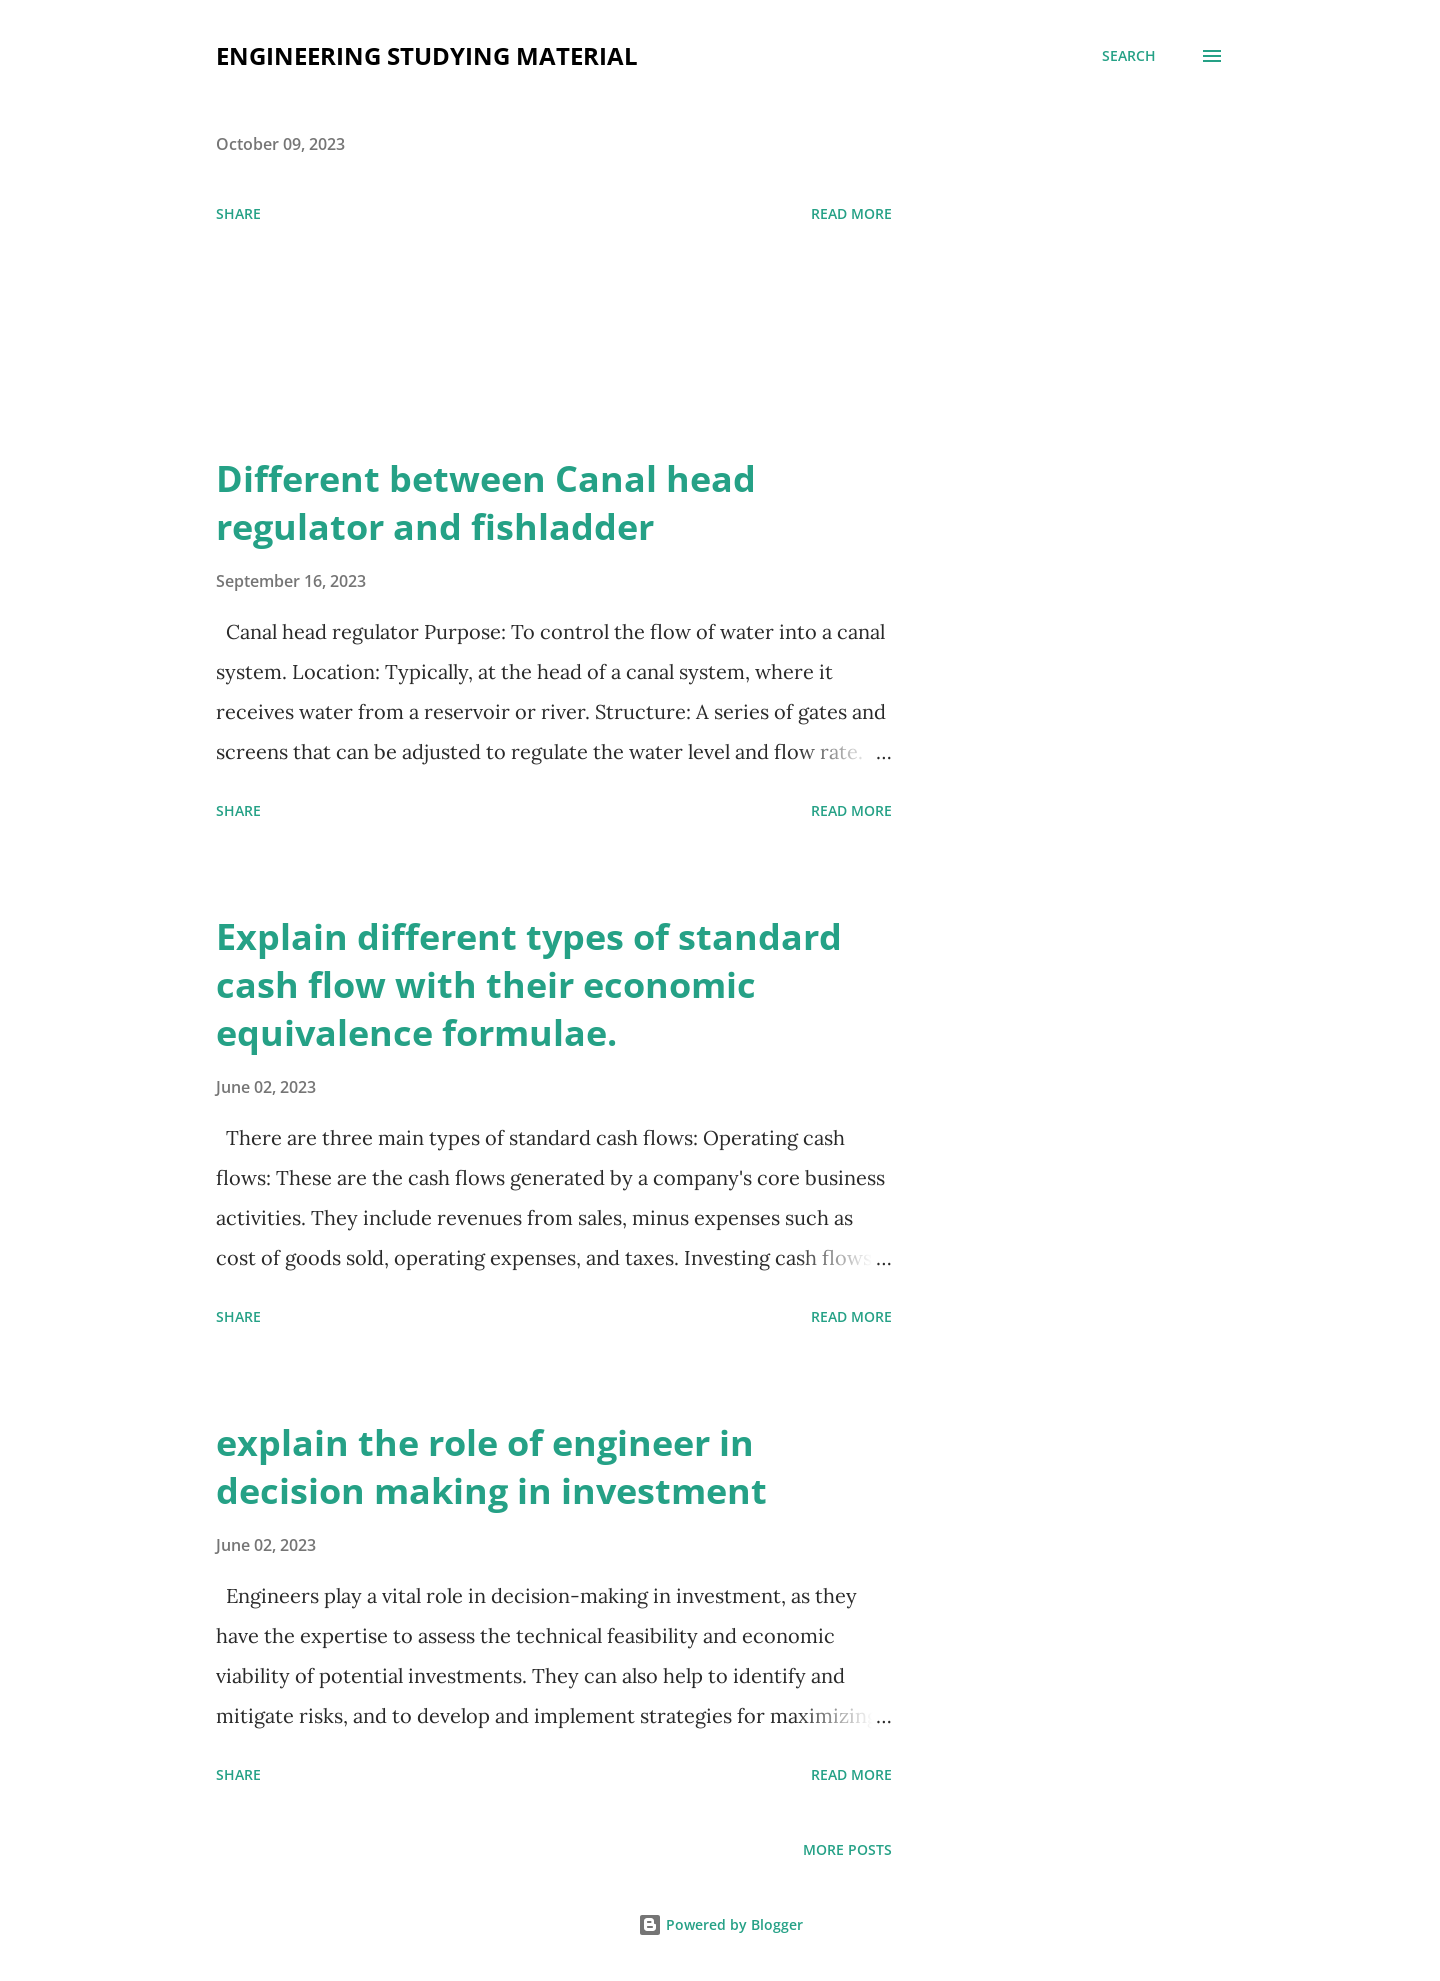 ENGINEERING STUDYING MATERIAL
SEARCH
October 09, 2023
SHARE
READ MORE
Different between Canal head
regulator and fishladder
September 16, 2023
Canal head regulator Purpose: To control the flow of water into a canal
system. Location: Typically, at the head of a canal system, where it
receives water from a reservoir or river. Structure: A series of gates and
screens that can be adjusted to regulate the water level and flow rate. …
SHARE
READ MORE
Explain different types of standard
cash flow with their economic
equivalence formulae.
June 02, 2023
There are three main types of standard cash flows: Operating cash
flows: These are the cash flows generated by a company's core business
activities. They include revenues from sales, minus expenses such as
cost of goods sold, operating expenses, and taxes. Investing cash flows …
SHARE
READ MORE
explain the role of engineer in
decision making in investment
June 02, 2023
Engineers play a vital role in decision-making in investment, as they
have the expertise to assess the technical feasibility and economic
viability of potential investments. They can also help to identify and
mitigate risks, and to develop and implement strategies for maximizing …
SHARE
READ MORE
MORE POSTS
Powered by Blogger